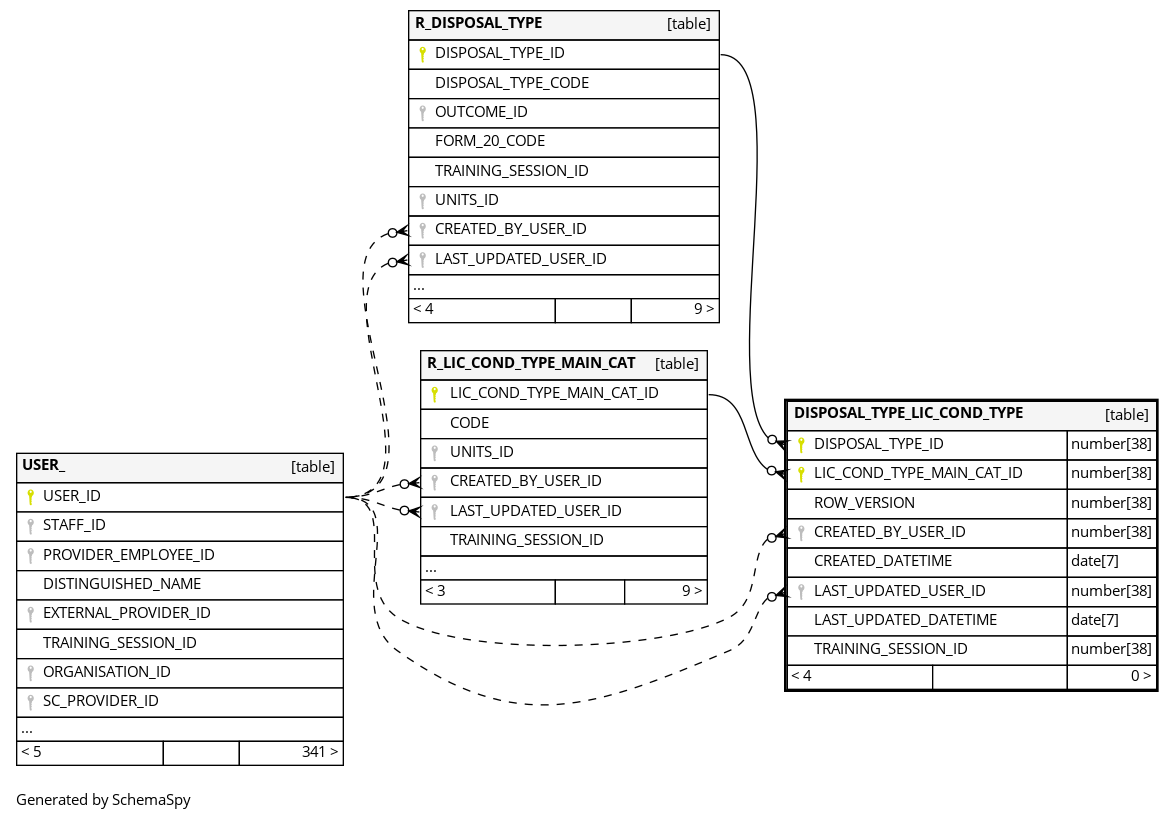 R_DISPOSAL_TYPE [table]
DISPOSAL_TYPE_ID
DISPOSAL_TYPE_CODE
OUTCOME_ID
FORM_20_CODE
TRAINING_SESSION_ID
UNITS_ID
CREATED_BY_USER_ID
LAST_UPDATED_USER_ID
...
< 4 9 >
R_LIC_COND_TYPE_MAIN_CAT [table]
LIC_COND_TYPE_MAIN_CAT_ID
CODE
UNITS_ID
CREATED_BY_USER_ID
LAST_UPDATED_USER_ID
TRAINING_SESSION_ID
...
< 3 9 >
DISPOSAL_TYPE_LIC_COND_TYPE [table]
DISPOSAL_TYPE_ID number[38]
LIC_COND_TYPE_MAIN_CAT_ID number[38]
ROW_VERSION number[38]
CREATED_BY_USER_ID number[38]
CREATED_DATETIME date[7]
LAST_UPDATED_USER_ID number[38]
LAST_UPDATED_DATETIME date[7]
TRAINING_SESSION_ID number[38]
< 4 0 >
USER_ [table]
USER_ID
STAFF_ID
PROVIDER_EMPLOYEE_ID
DISTINGUISHED_NAME
EXTERNAL_PROVIDER_ID
TRAINING_SESSION_ID
ORGANISATION_ID
SC_PROVIDER_ID
...
< 5 341 >
Generated by SchemaSpy